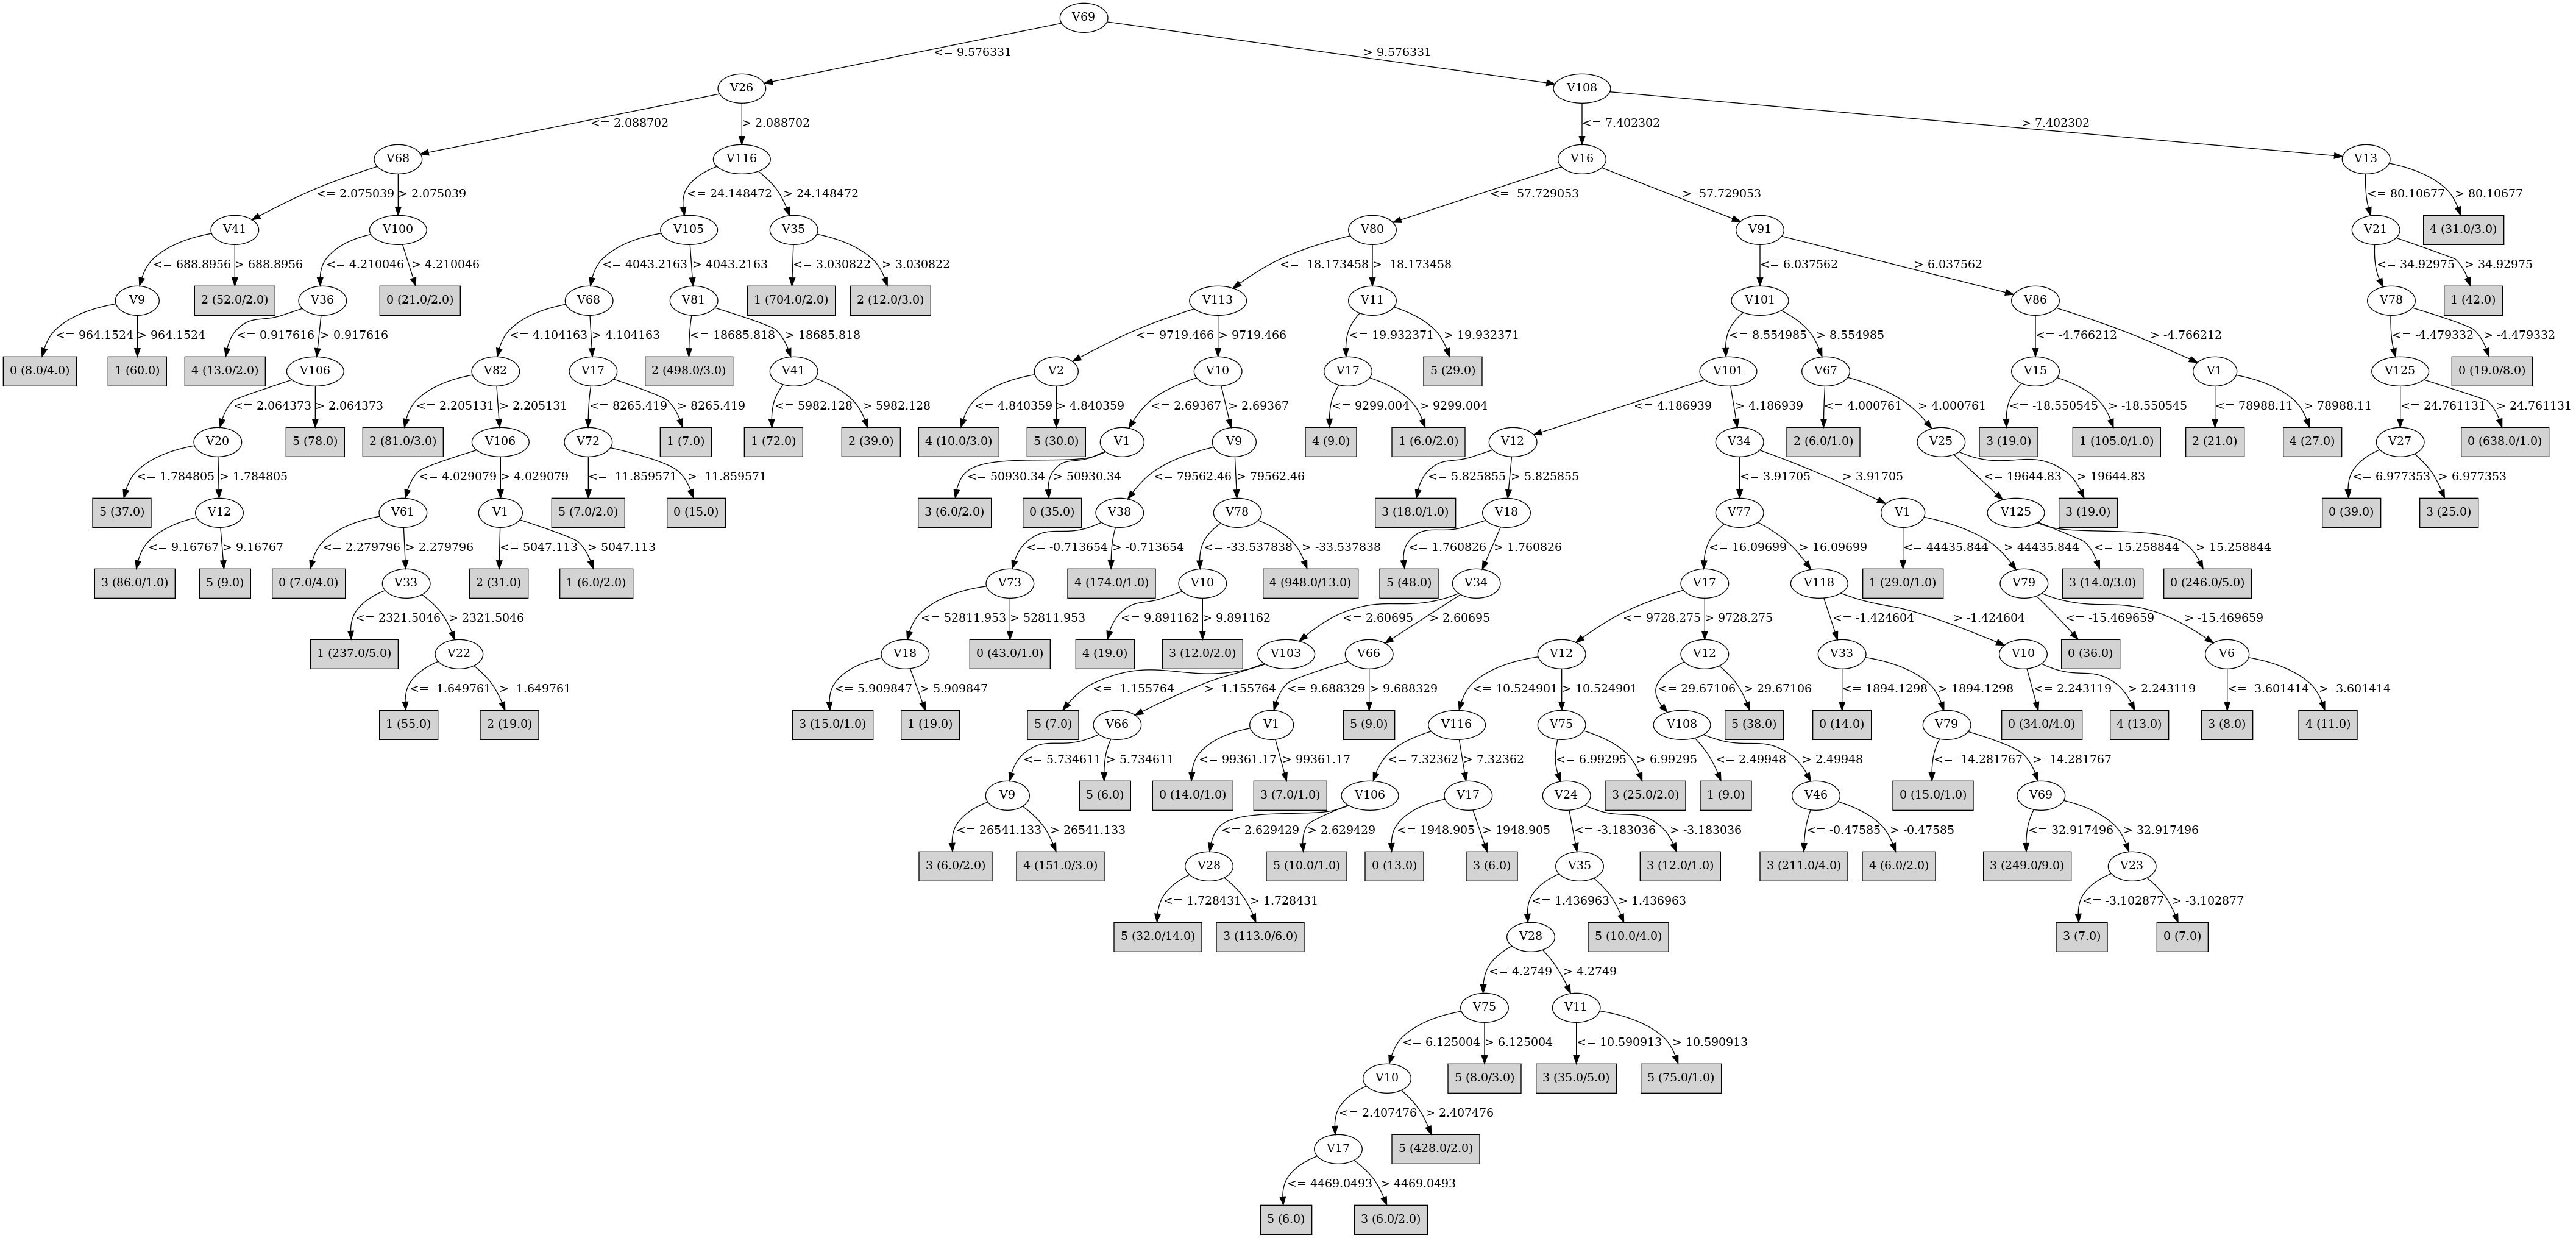 V69
<= 9.576331 > 9.576331
V26 V108
<= 2.088702 > 2.088702 <= 7.402302 > 7.402302
V68 V116 V16 V13
<= 2.075039 > 2.075039 <= 24.148472 > 24.148472 <= -57.729053 > -57.729053 <= 80.10677 > 80.10677
V41 V100 V105 V35 V80 V91 V21 4 (31.0/3.0)
<= 688.8956 > 688.8956 <= 4.210046 > 4.210046 <= 4043.2163 > 4043.2163 <= 3.030822 > 3.030822 <= -18.173458 > -18.173458 <= 6.037562 > 6.037562 <= 34.92975 > 34.92975
V9 2 (52.0/2.0) V36 0 (21.0/2.0) V68 V81 1 (704.0/2.0) 2 (12.0/3.0) V113 V11 V101 V86 V78 1 (42.0)
<= 964.1524 > 964.1524 <= 0.917616 > 0.917616 <= 4.104163 > 4.104163 <= 18685.818 > 18685.818 <= 9719.466 > 9719.466 <= 19.932371 > 19.932371 <= 8.554985 > 8.554985 <= -4.766212 > -4.766212 <= -4.479332 > -4.479332
0 (8.0/4.0) 1 (60.0) 4 (13.0/2.0) V106 V82 V17 2 (498.0/3.0) V41 V2 V10 V17 5 (29.0) V101 V67 V15 V1 V125 0 (19.0/8.0)
<= 2.064373 > 2.064373 <= 2.205131 > 2.205131 <= 8265.419 > 8265.419 <= 5982.128 > 5982.128 <= 4.840359 > 4.840359 <= 2.69367 > 2.69367 <= 9299.004 > 9299.004 <= 4.186939 > 4.186939 <= 4.000761 > 4.000761 <= -18.550545 > -18.550545 <= 78988.11 > 78988.11 <= 24.761131 > 24.761131
V20 5 (78.0) 2 (81.0/3.0) V106 V72 1 (7.0) 1 (72.0) 2 (39.0) 4 (10.0/3.0) 5 (30.0) V1 V9 4 (9.0) 1 (6.0/2.0) V12 V34 2 (6.0/1.0) V25 3 (19.0) 1 (105.0/1.0) 2 (21.0) 4 (27.0) V27 0 (638.0/1.0)
<= 1.784805 > 1.784805 <= 4.029079 > 4.029079 <= -11.859571 > -11.859571 <= 50930.34 > 50930.34 <= 79562.46 > 79562.46 <= 5.825855 > 5.825855 <= 3.91705 > 3.91705 <= 19644.83 > 19644.83 <= 6.977353 > 6.977353
5 (37.0) V12 V61 V1 5 (7.0/2.0) 0 (15.0) 3 (6.0/2.0) 0 (35.0) V38 V78 3 (18.0/1.0) V18 V77 V1 V125 3 (19.0) 0 (39.0) 3 (25.0)
<= 9.16767 > 9.16767 <= 2.279796 > 2.279796 <= 5047.113 > 5047.113 <= -0.713654 > -0.713654 <= -33.537838 > -33.537838 <= 1.760826 > 1.760826 <= 16.09699 > 16.09699 <= 44435.844 > 44435.844 <= 15.258844 > 15.258844
3 (86.0/1.0) 5 (9.0) 0 (7.0/4.0) V33 2 (31.0) 1 (6.0/2.0) V73 4 (174.0/1.0) V10 4 (948.0/13.0) 5 (48.0) V34 V17 V118 1 (29.0/1.0) V79 3 (14.0/3.0) 0 (246.0/5.0)
<= 2321.5046 > 2321.5046 <= 52811.953 > 52811.953 <= 9.891162 > 9.891162 <= 2.60695 > 2.60695 <= 9728.275 > 9728.275 <= -1.424604 > -1.424604 <= -15.469659 > -15.469659
1 (237.0/5.0) V22 V18 0 (43.0/1.0) 4 (19.0) 3 (12.0/2.0) V103 V66 V12 V12 V33 V10 0 (36.0) V6
<= -1.649761 > -1.649761 <= 5.909847 > 5.909847 <= -1.155764 > -1.155764 <= 9.688329 > 9.688329 <= 10.524901 > 10.524901 <= 29.67106 > 29.67106 <= 1894.1298 > 1894.1298 <= 2.243119 > 2.243119 <= -3.601414 > -3.601414
1 (55.0) 2 (19.0) 3 (15.0/1.0) 1 (19.0) 5 (7.0) V66 V1 5 (9.0) V116 V75 V108 5 (38.0) 0 (14.0) V79 0 (34.0/4.0) 4 (13.0) 3 (8.0) 4 (11.0)
<= 5.734611 > 5.734611 <= 99361.17 > 99361.17 <= 7.32362 > 7.32362 <= 6.99295 > 6.99295 <= 2.49948 > 2.49948 <= -14.281767 > -14.281767
V9 5 (6.0) 0 (14.0/1.0) 3 (7.0/1.0) V106 V17 V24 3 (25.0/2.0) 1 (9.0) V46 0 (15.0/1.0) V69
<= 26541.133 > 26541.133 <= 2.629429 > 2.629429 <= 1948.905 > 1948.905 <= -3.183036 > -3.183036 <= -0.47585 > -0.47585 <= 32.917496 > 32.917496
3 (6.0/2.0) 4 (151.0/3.0) V28 5 (10.0/1.0) 0 (13.0) 3 (6.0) V35 3 (12.0/1.0) 3 (211.0/4.0) 4 (6.0/2.0) 3 (249.0/9.0) V23
<= 1.728431 > 1.728431 <= 1.436963 > 1.436963 <= -3.102877 > -3.102877
5 (32.0/14.0) 3 (113.0/6.0) V28 5 (10.0/4.0) 3 (7.0) 0 (7.0)
<= 4.2749 > 4.2749
V75 V11
<= 6.125004 > 6.125004 <= 10.590913 > 10.590913
V10 5 (8.0/3.0) 3 (35.0/5.0) 5 (75.0/1.0)
<= 2.407476 > 2.407476
V17 5 (428.0/2.0)
<= 4469.0493 > 4469.0493
5 (6.0) 3 (6.0/2.0)